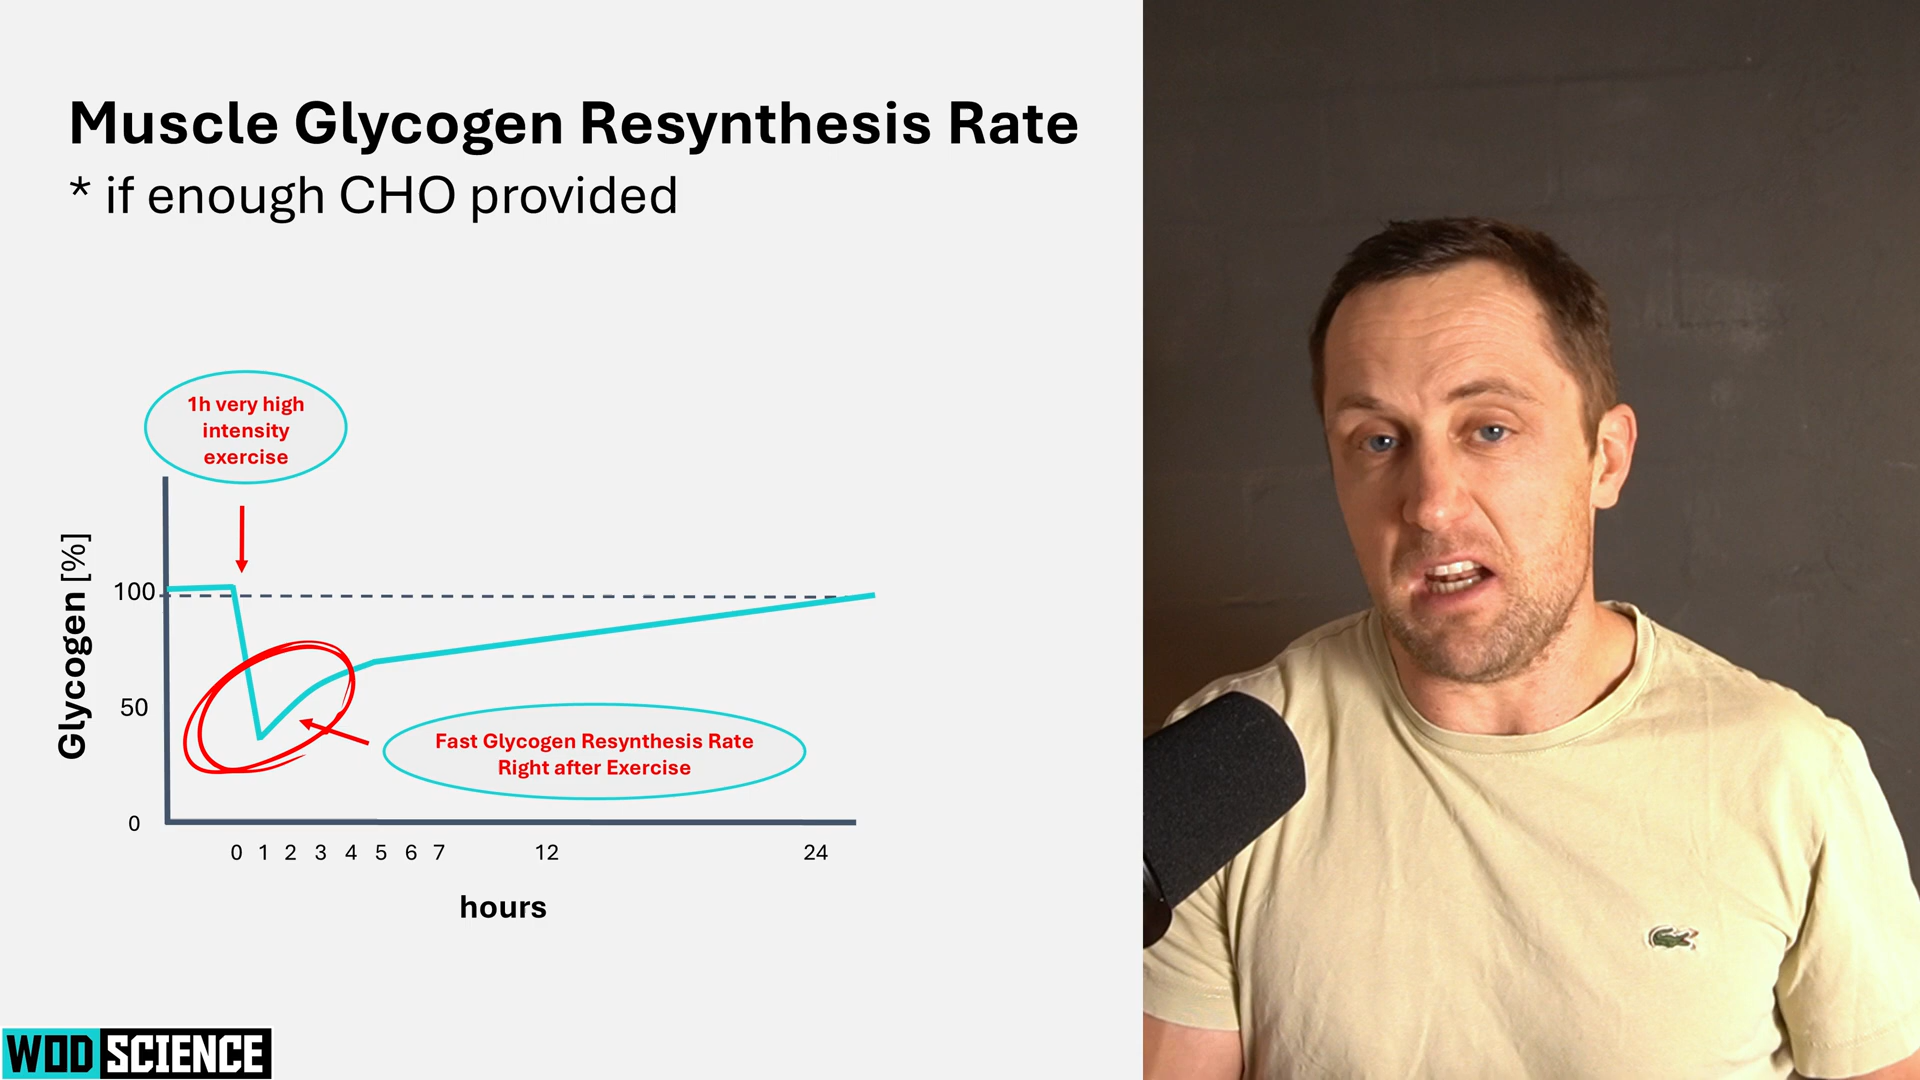 Muscle Glycogen Resynthesis Rate
* if enough CHO provided
1h very high
intensity
exercise
Glycogen [%]
100
50
0
Fast Glycogen Resynthesis Rate
Right after Exercise
0 1 2 3 4 5 6 7 12 24
hours
WOD SCIENCE